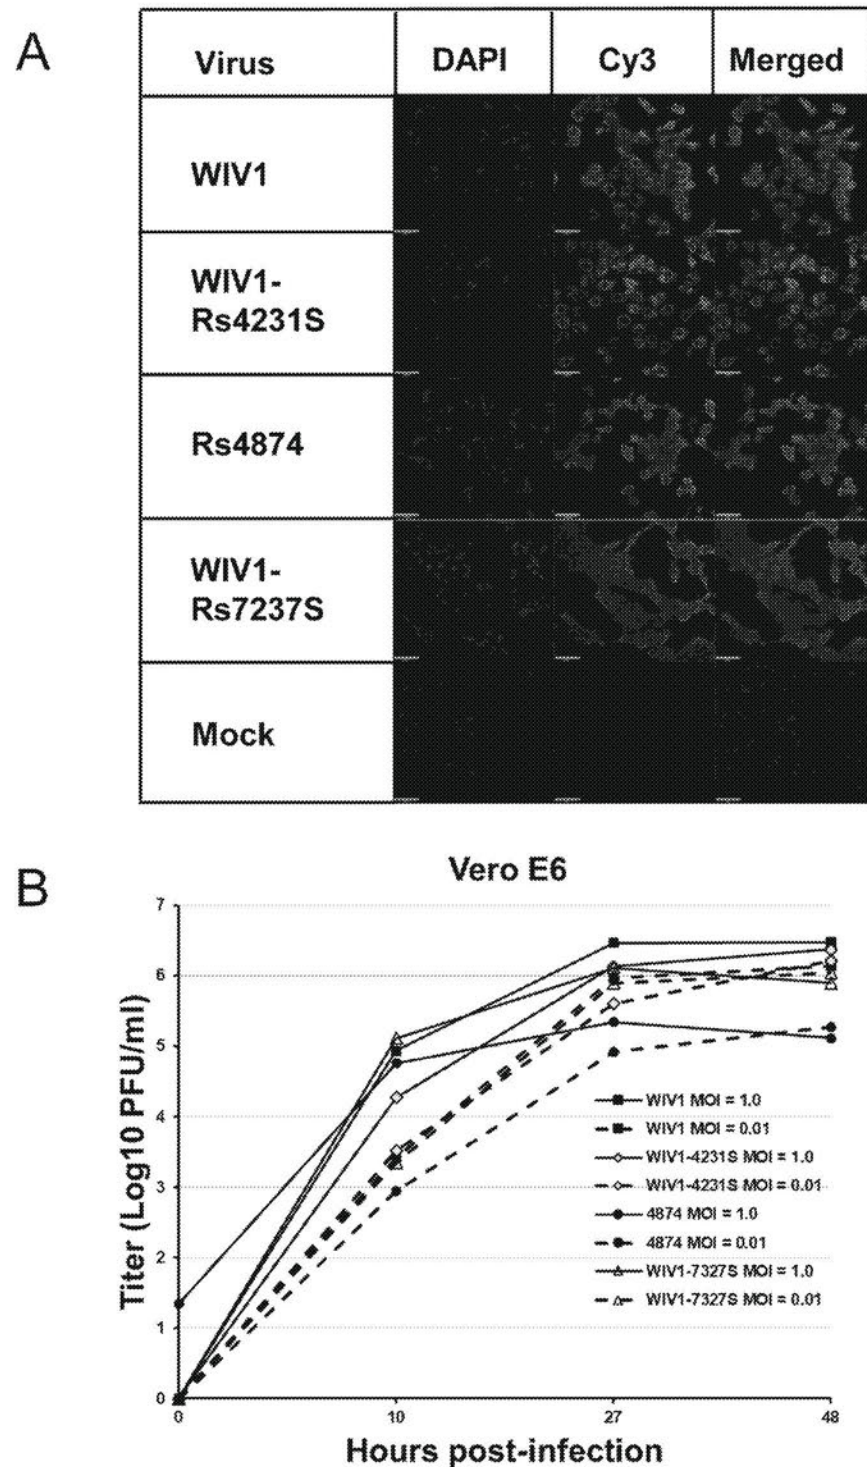 A
Virus DAPI Cy3 Merged
WIV1
WIV1-
Rs4231S
Rs4874
WIV1-
Rs7237S
Mock
B
Vero E6
Titer (Log10 PFU/ml)
7
6
5
4
3
2
1
0
WIV1 MOI = 1.0
WIV1 MOI = 0.01
WIV1-4231S MOI = 1.0
WIV1-4231S MOI = 0.01
4874 MOI = 1.0
4874 MOI = 0.01
WIV1-7327S MOI = 1.0
WIV1-7327S MOI = 0.01
0 10 27 48
Hours post-infection